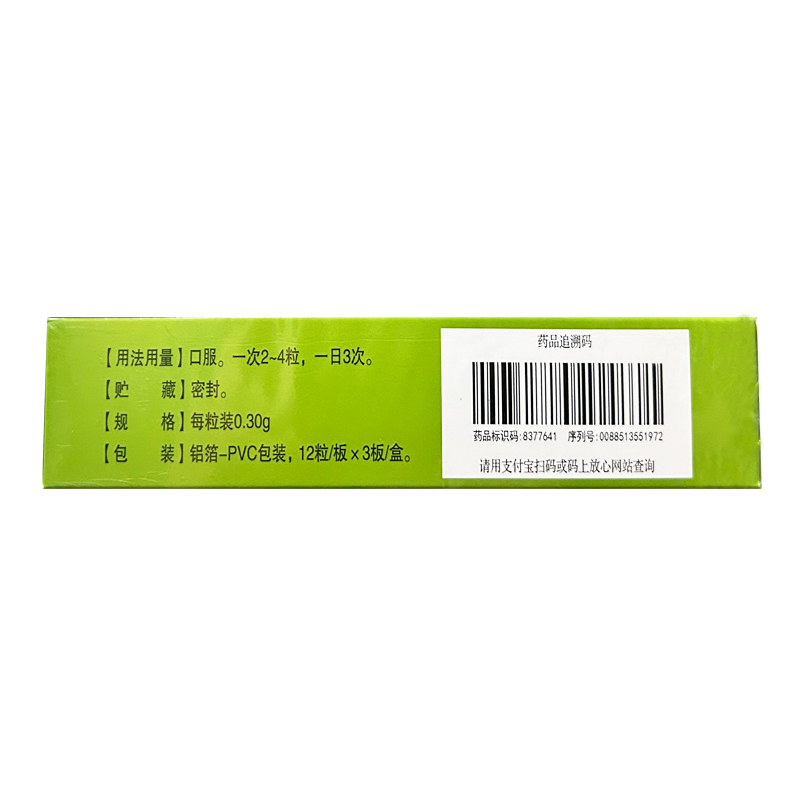 【用法用量】口服。一次2~4粒，一日3次。
【贮 藏】密封。
【规 格】每粒装0.30g
【包 装】铝箔-PVC包装，12粒/板×3板/盒。
药品追溯码
药品标识码:8377641 序列号:0088513551972
请用支付宝扫码或码上放心网站查询